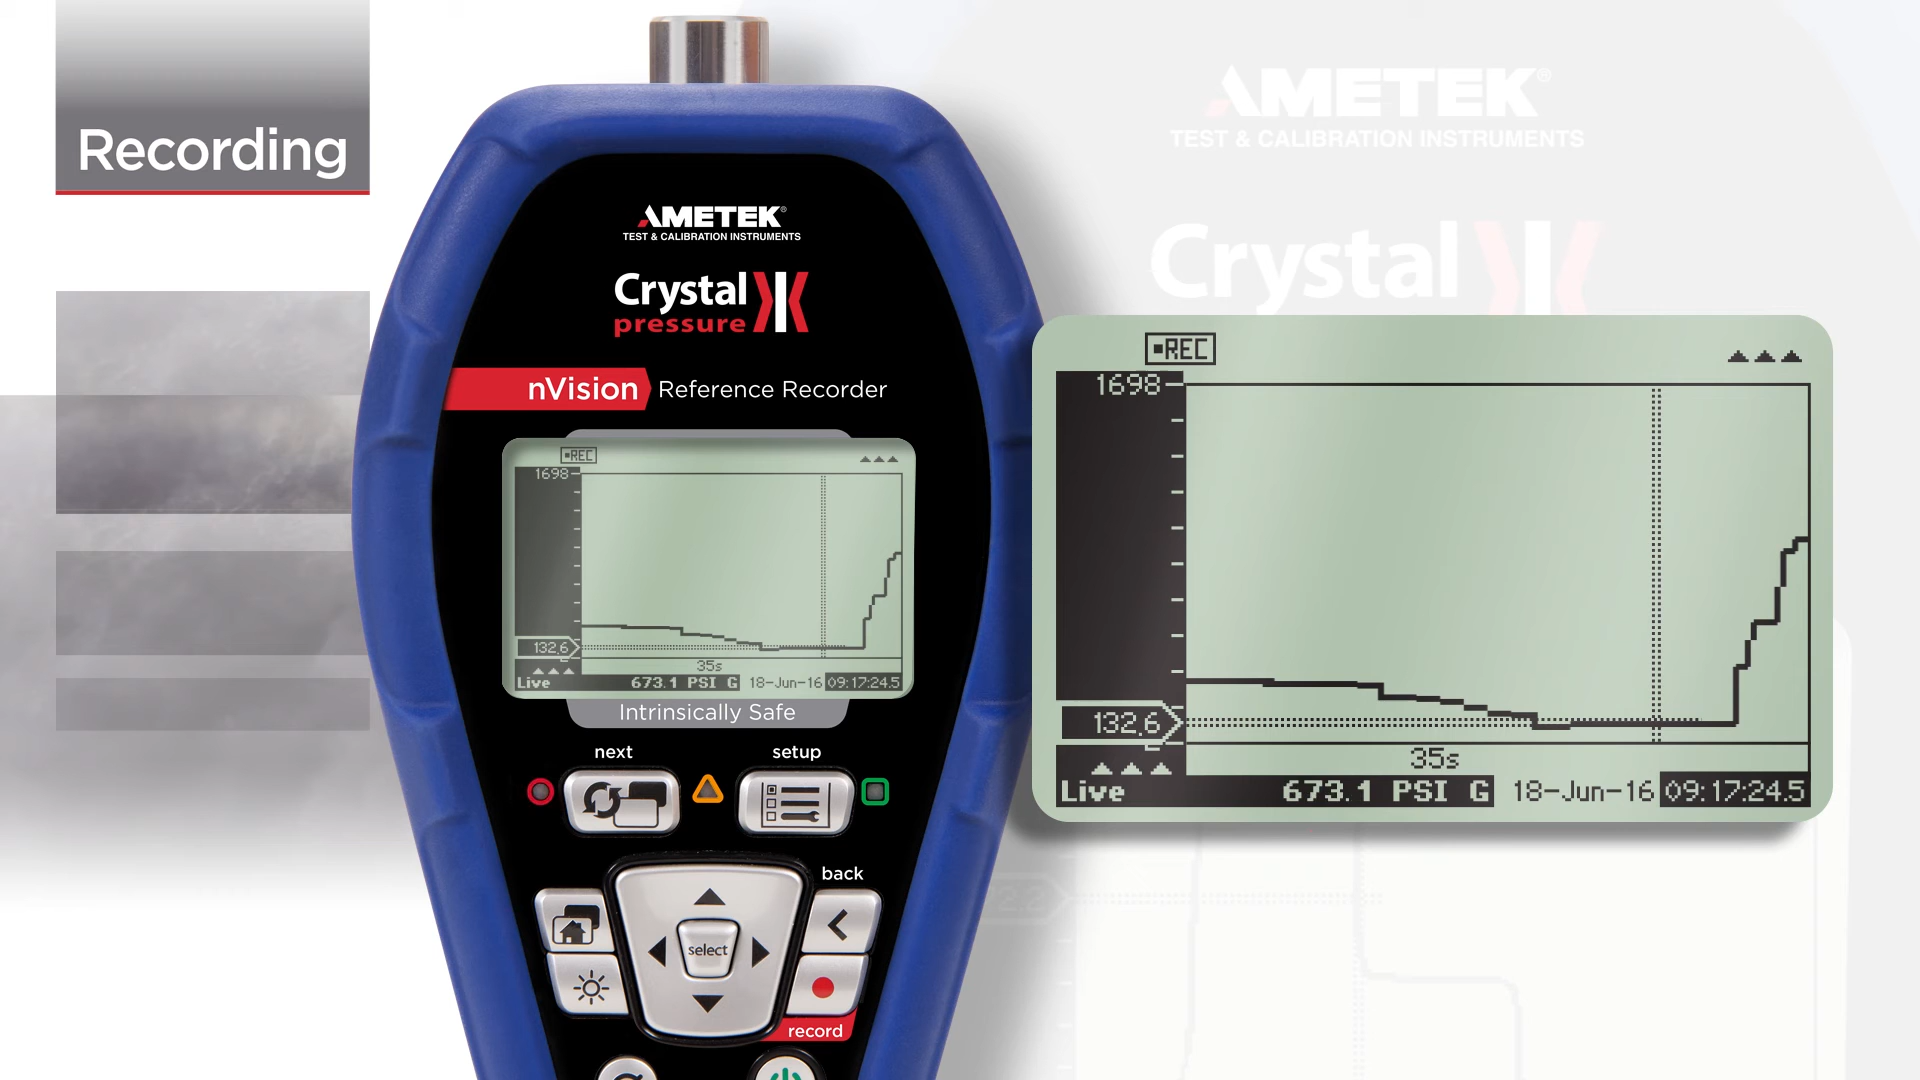 Recording
AMETEK®
TEST & CALIBRATION INSTRUMENTS
Crystal
pressure
nVision Reference Recorder
REC
1698
132.6
35s
Live 673.1 PSI G 18-Jun-16 09:17:24.5
Intrinsically Safe
next setup
back
select
record
AMETEK®
TEST & CALIBRATION INSTRUMENTS
Crystal
REC
1698
132.6
35s
Live 673.1 PSI G 18-Jun-16 09:17:24.5